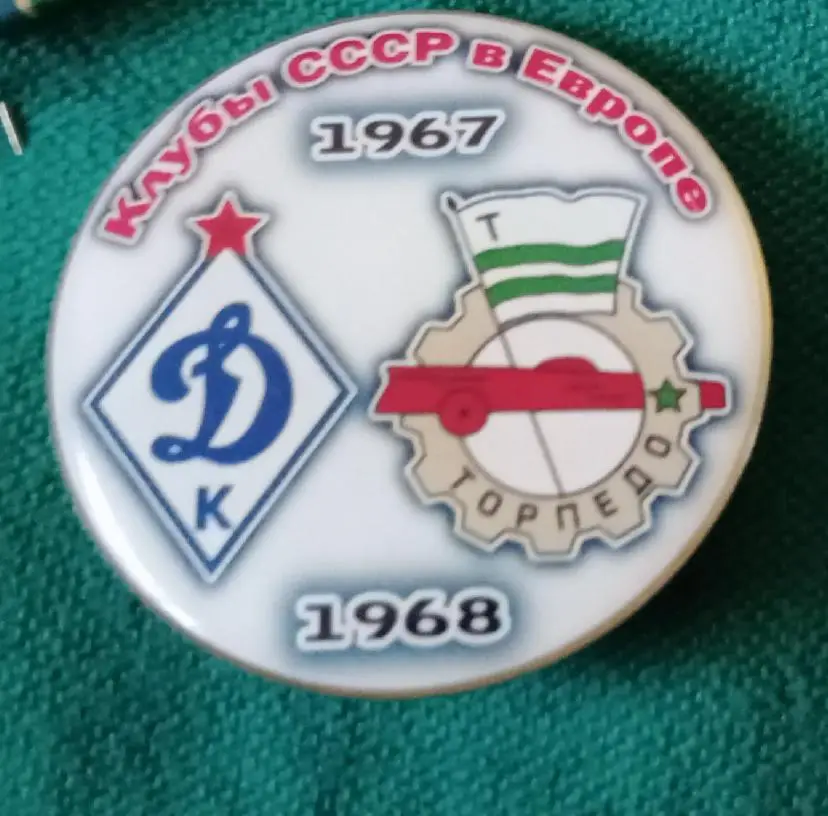 Клубы СССР в Европе
1967
Т
Д
К
ТОРПЕДО
1968